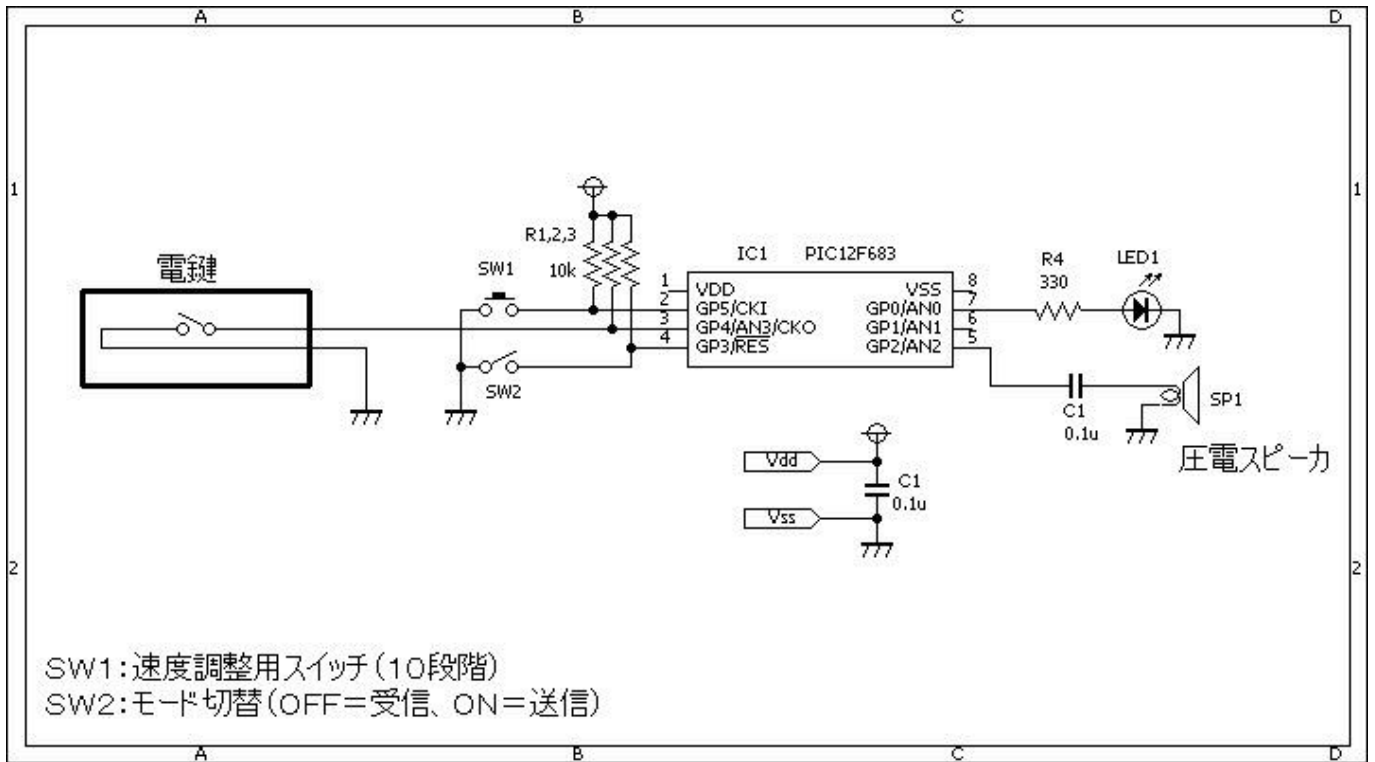 A B C D
1 1
R1,2,3
10k
IC1 PIC12F683
R4
330
LED1
電鍵
SW1
1 VDD VSS 8
2 GP5/CKI GP0/AN0 7
3 GP4/AN3/CKO GP1/AN1 6
4 GP3/RES GP2/AN2 5
SW2
C1
0.1u
SP1
圧電スピーカ
Vdd
C1
0.1u
Vss
2 2
SW1:速度調整用スイッチ(10段階)
SW2:モード切替(OFF=受信、ON=送信)
A B C D